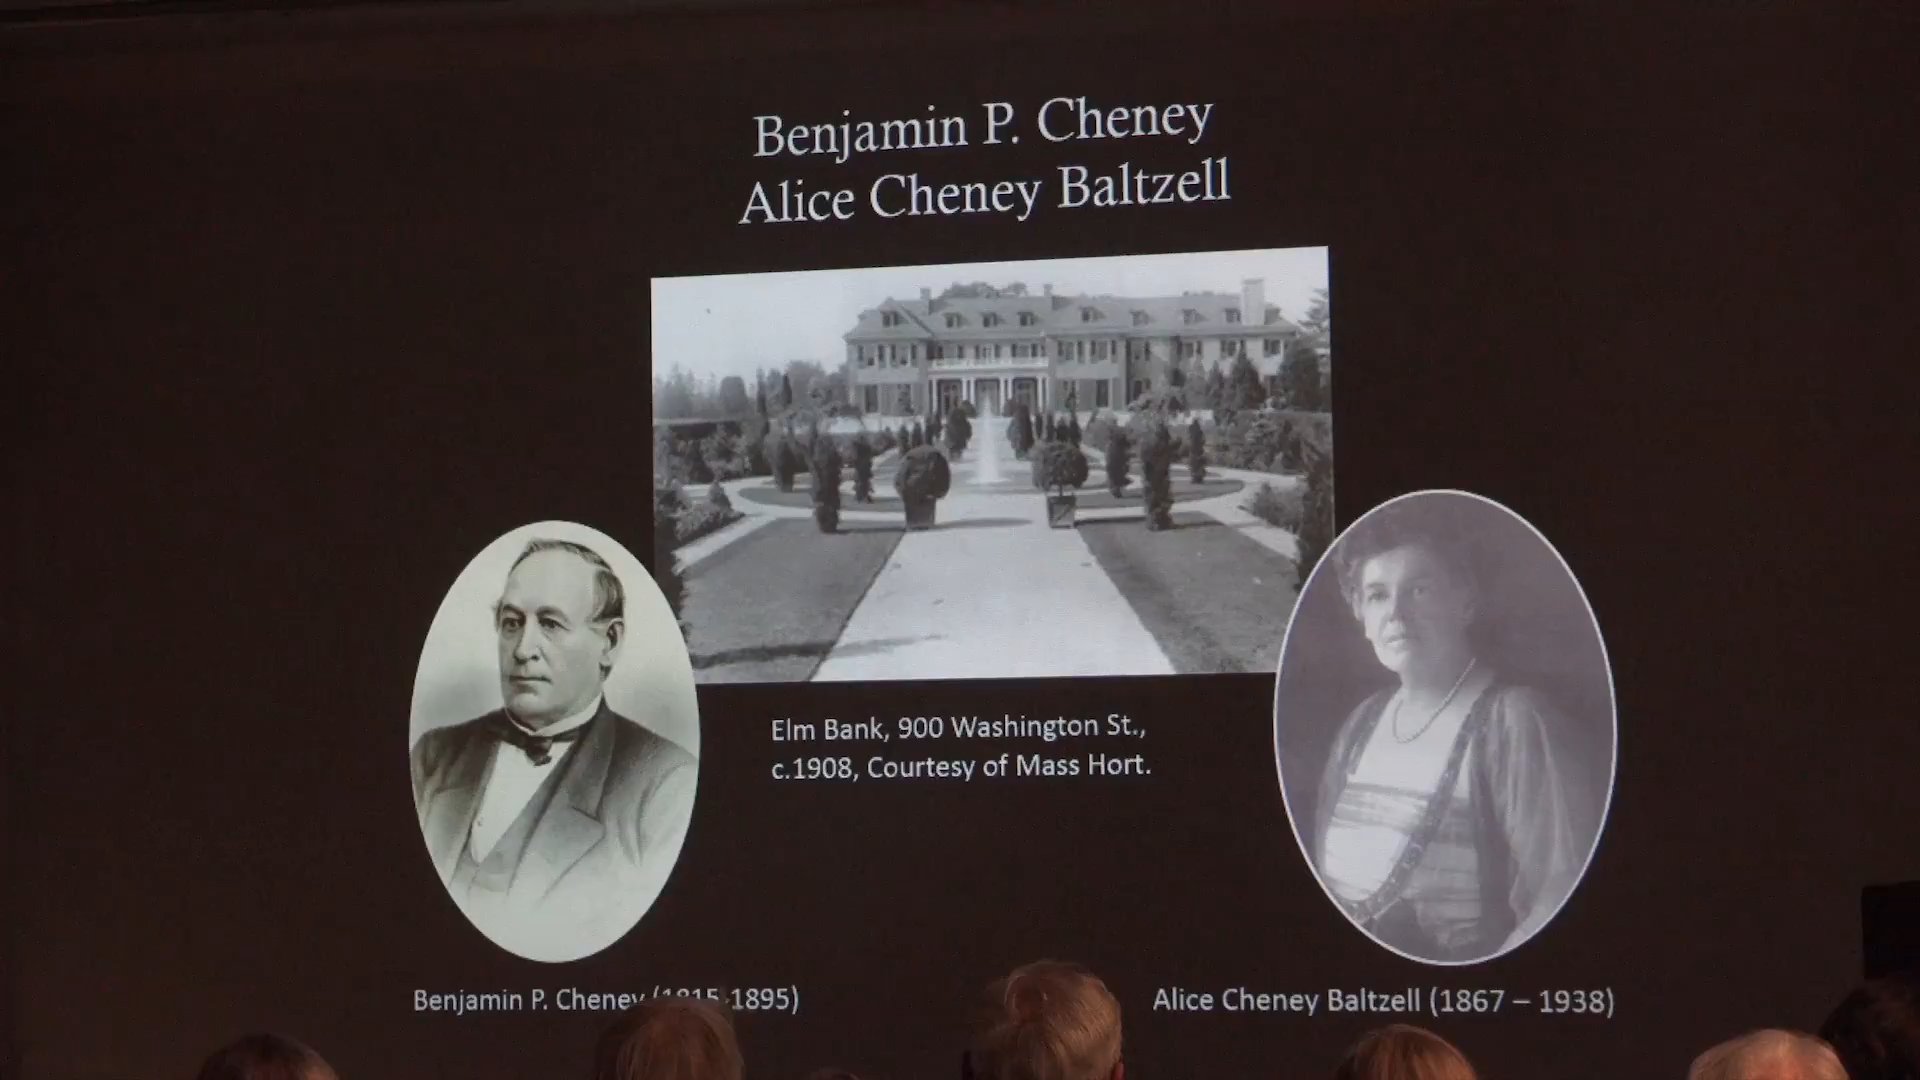 Benjamin P. Cheney
Alice Cheney Baltzell
Elm Bank, 900 Washington St.,
c.1908, Courtesy of Mass Hort.
Benjamin P. Cheney (1815-1895)
Alice Cheney Baltzell (1867 – 1938)